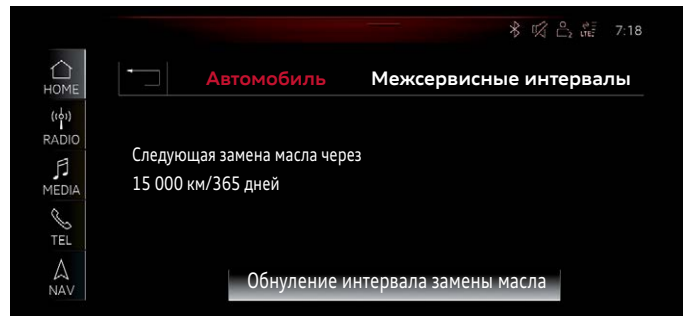 LTE 7:18
HOME
Автомобиль Межсервисные интервалы
RADIO
Следующая замена масла через
MEDIA
15 000 км/365 дней
TEL
NAV
Обнуление интервала замены масла